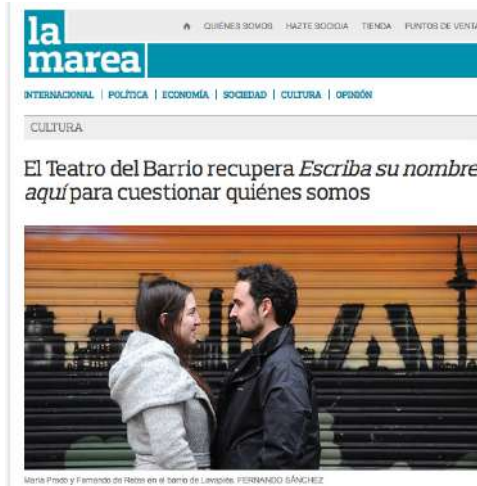 la
marea
QUIÉNES SOMOS HAZTE SOCIO/A TIENDA PUNTOS DE VENTA
INTERNACIONAL | POLÍTICA | ECONOMÍA | SOCIEDAD | CULTURA | OPINIÓN
CULTURA
El Teatro del Barrio recupera Escriba su nombre
aquí para cuestionar quiénes somos
María Prado y Fernando de Retes en el barrio de Lavapiés. FERNANDO SÁNCHEZ